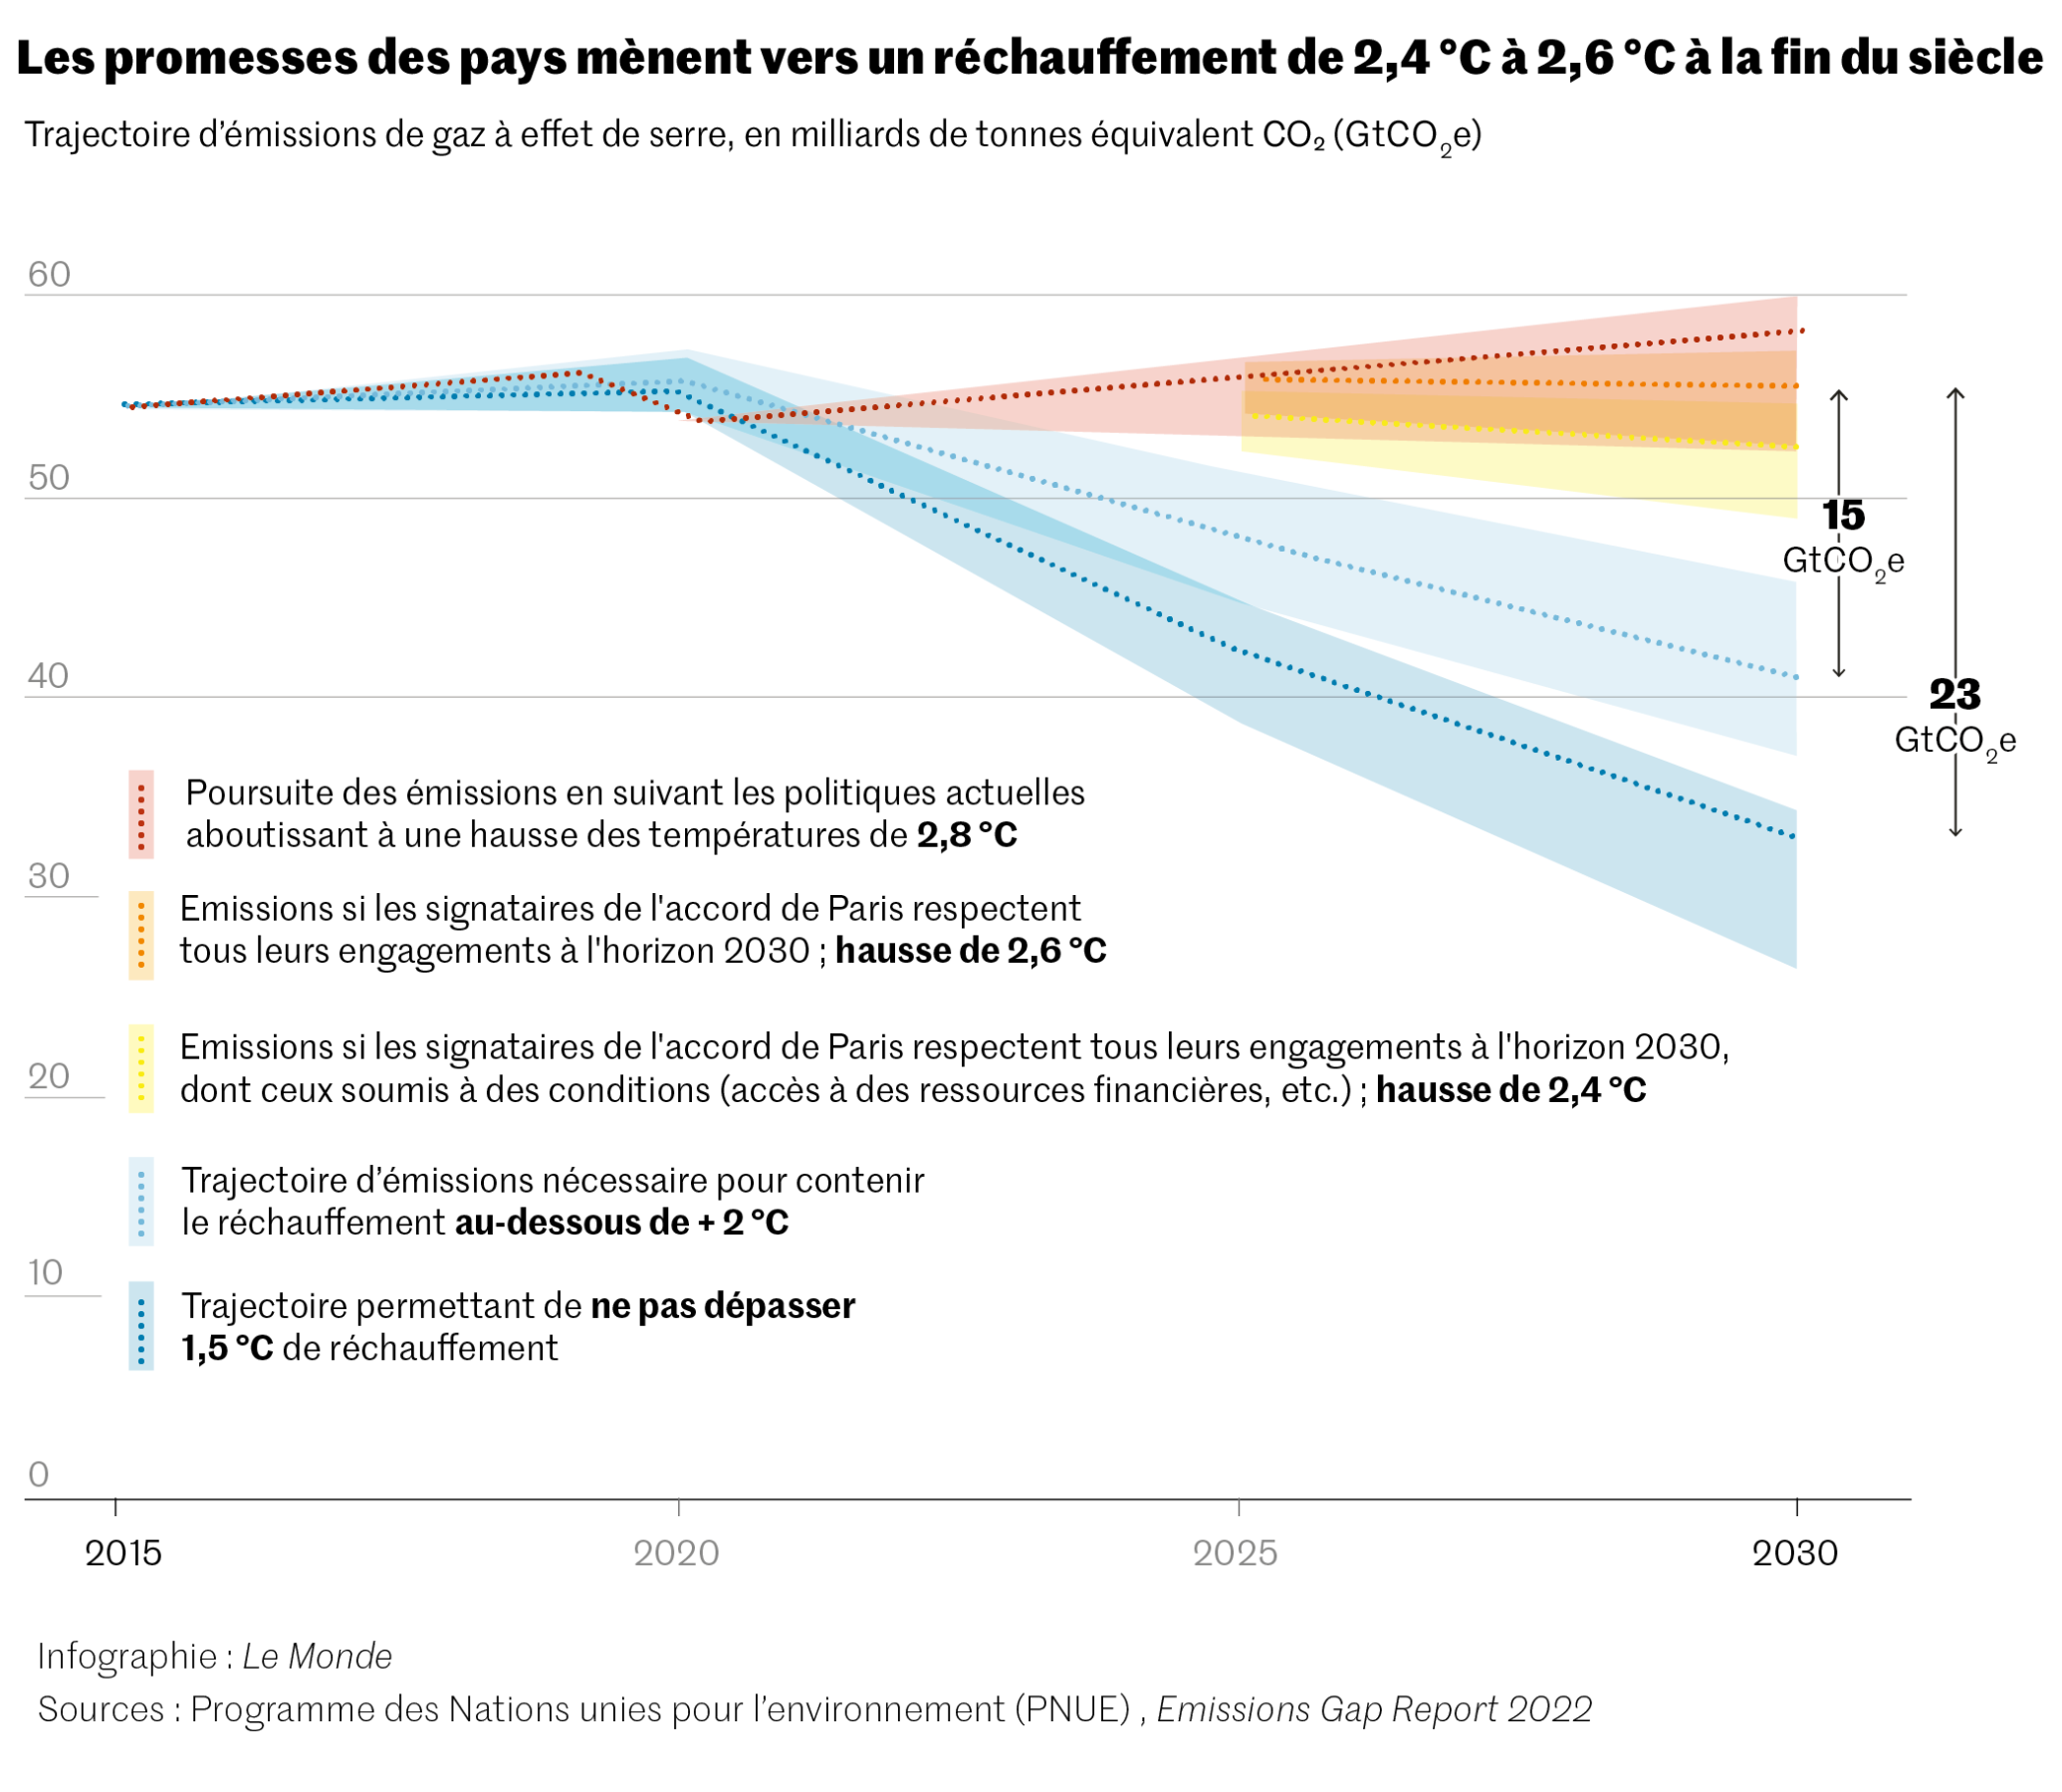 Les promesses des pays mènent vers un réchauffement de 2,4 °C à 2,6 °C à la fin du siècle
Trajectoire d’émissions de gaz à effet de serre, en milliards de tonnes équivalent CO₂ (GtCO₂e)
60
50
15
GtCO₂e
40
23
GtCO₂e
Poursuite des émissions en suivant les politiques actuelles
aboutissant à une hausse des températures de 2,8 °C
30
Emissions si les signataires de l'accord de Paris respectent
tous leurs engagements à l'horizon 2030 ; hausse de 2,6 °C
20
Emissions si les signataires de l'accord de Paris respectent tous leurs engagements à l'horizon 2030,
dont ceux soumis à des conditions (accès à des ressources financières, etc.) ; hausse de 2,4 °C
Trajectoire d’émissions nécessaire pour contenir
le réchauffement au-dessous de + 2 °C
10
Trajectoire permettant de ne pas dépasser
1,5 °C de réchauffement
0
2015
2020
2025
2030
Infographie : Le Monde
Sources : Programme des Nations unies pour l’environnement (PNUE) , Emissions Gap Report 2022